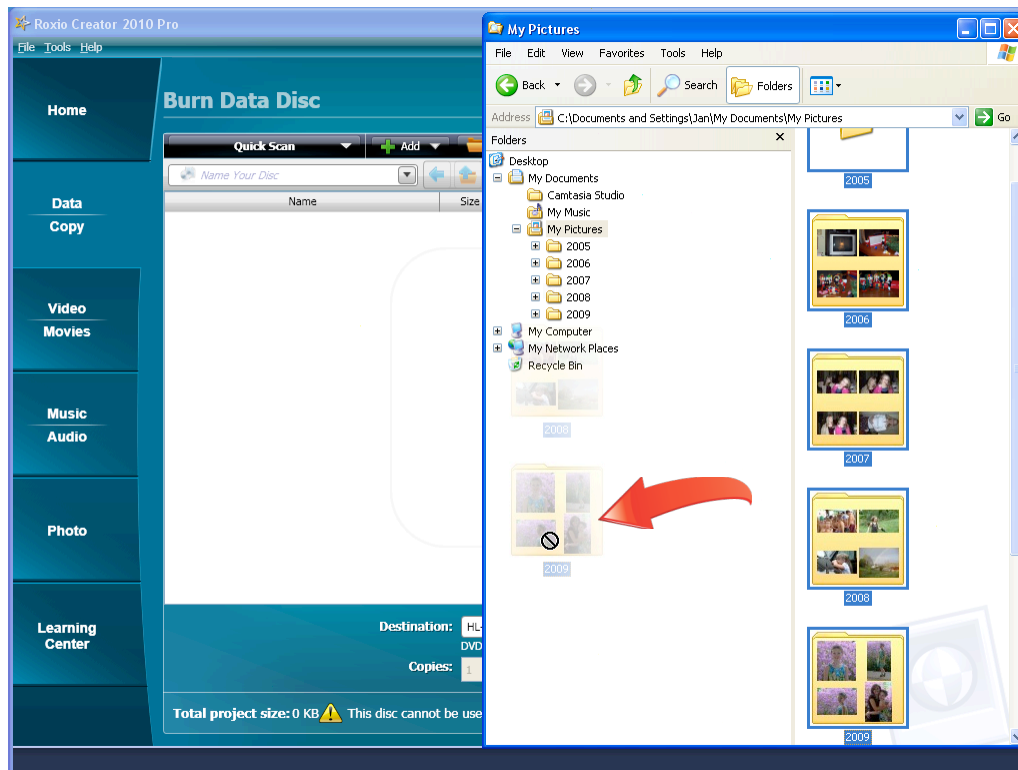 Roxio Creator 2010 Pro
File Tools Help
Home
Data
Copy
Video
Movies
Music
Audio
Photo
Learning
Center
Burn Data Disc
Quick Scan
Add
Name Your Disc
Name
Size
Destination:
HL-
DVD
Copies:
1
Total project size: 0 KB
This disc cannot be use
My Pictures
File Edit View Favorites Tools Help
Back
Search
Folders
Address
C:\Documents and Settings\Jan\My Documents\My Pictures
Go
Folders
Desktop
My Documents
Camtasia Studio
My Music
My Pictures
2005
2006
2007
2008
2009
My Computer
My Network Places
Recycle Bin
2008
2009
2005
2006
2007
2008
2009